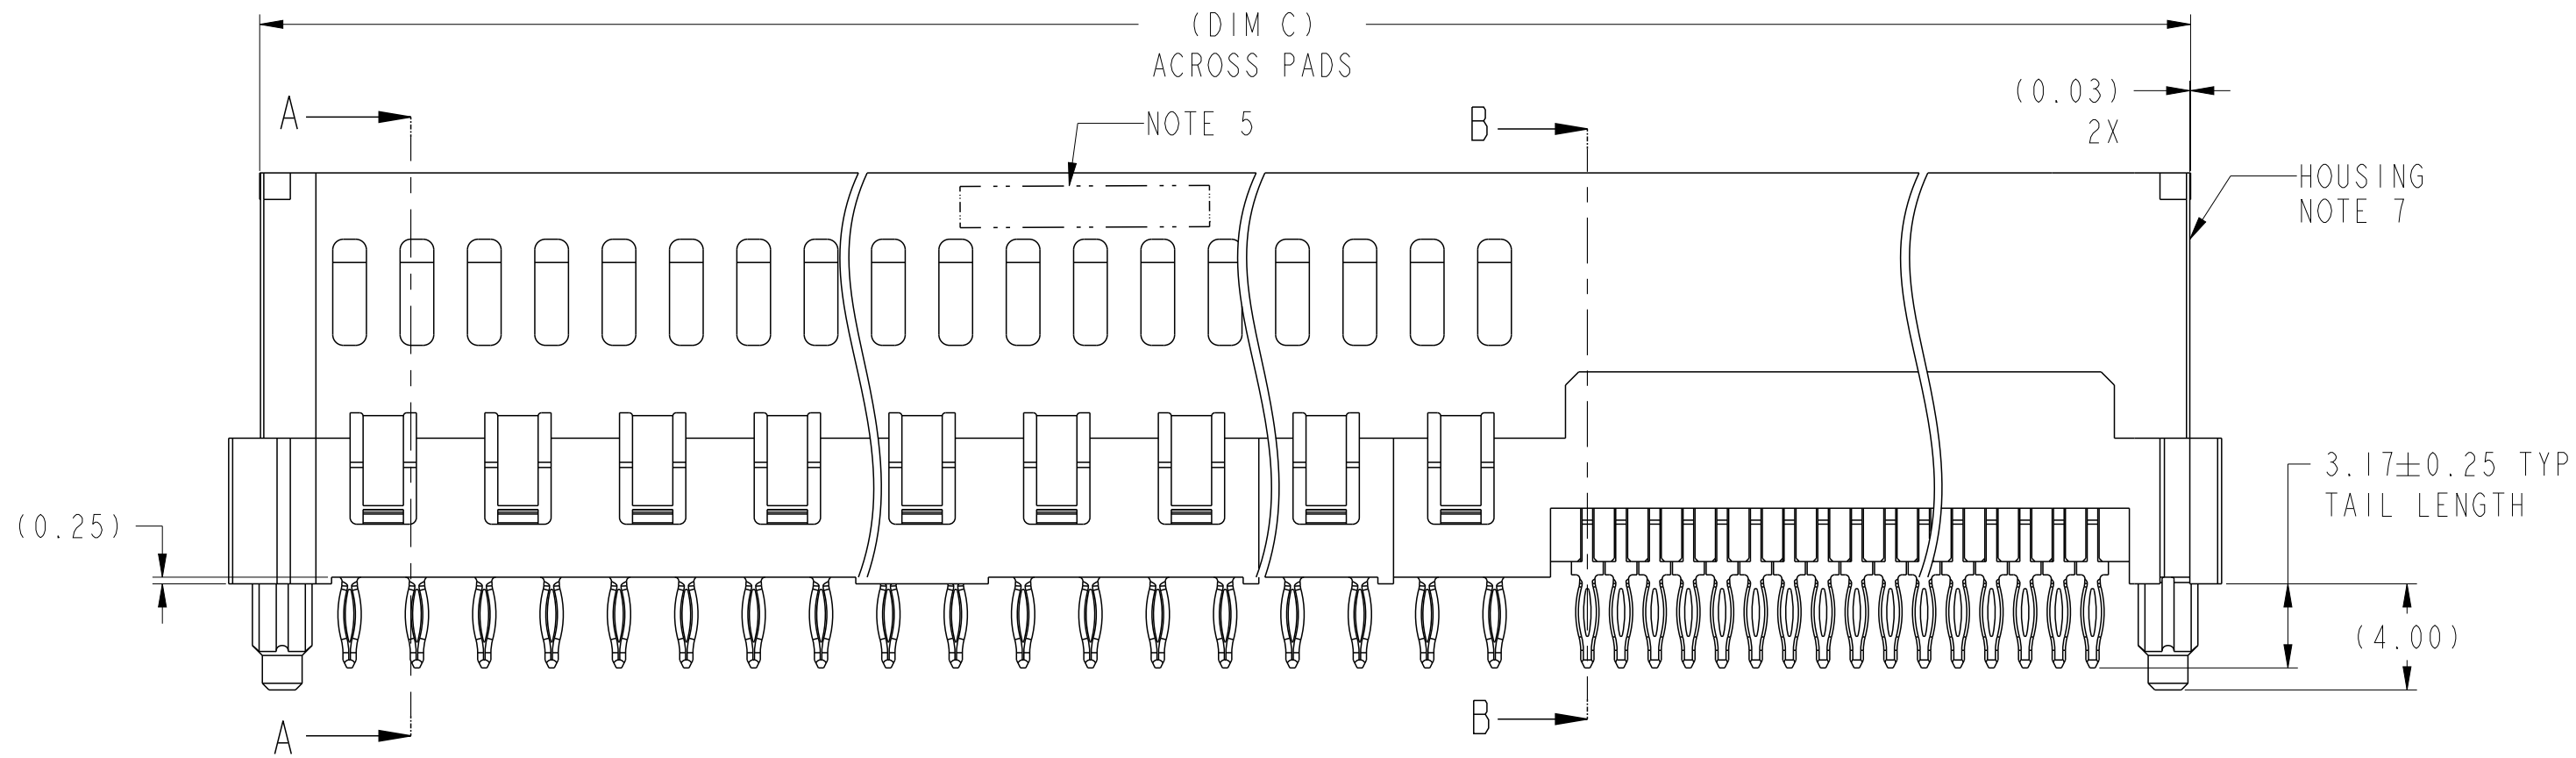 (DIM C)
ACROSS PADS
A
NOTE 5
B
(0.03)
2X
HOUSING
NOTE 7
3.17±0.25 TYP
TAIL LENGTH
(0.25)
(4.00)
A
B